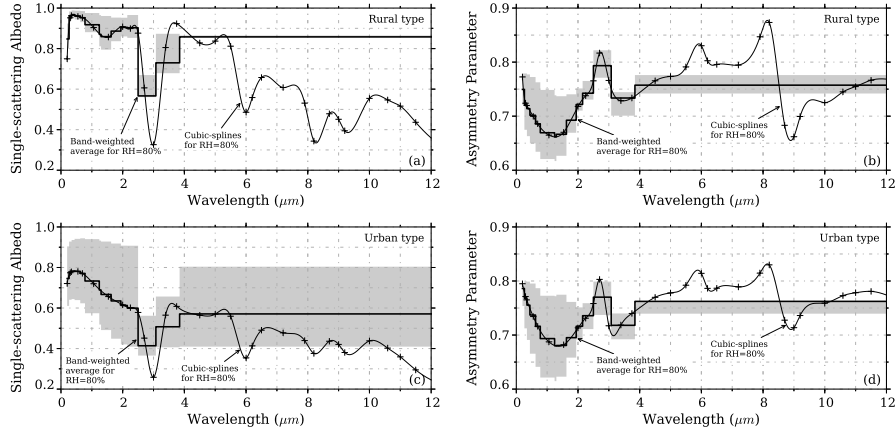 Single-scattering Albedo
1.0
0.8
0.6
0.4
0.2
Rural type
Band-weighted
average for RH=80%
Cubic-splines
for RH=80%
(a)
0 2 4 6 8 10 12
Wavelength (μm)
Asymmetry Parameter
0.9
0.8
0.7
0.6
Rural type
Band-weighted
average for RH=80%
Cubic-splines
for RH=80%
(b)
0 2 4 6 8 10 12
Wavelength (μm)
Single-scattering Albedo
1.0
0.8
0.6
0.4
0.2
Urban type
Band-weighted
average for
RH=80%
Cubic-splines
for RH=80%
(c)
0 2 4 6 8 10 12
Wavelength (μm)
Asymmetry Parameter
0.9
0.8
0.7
0.6
Urban type
Band-weighted
average for RH=80%
Cubic-splines
for RH=80%
(d)
0 2 4 6 8 10 12
Wavelength (μm)